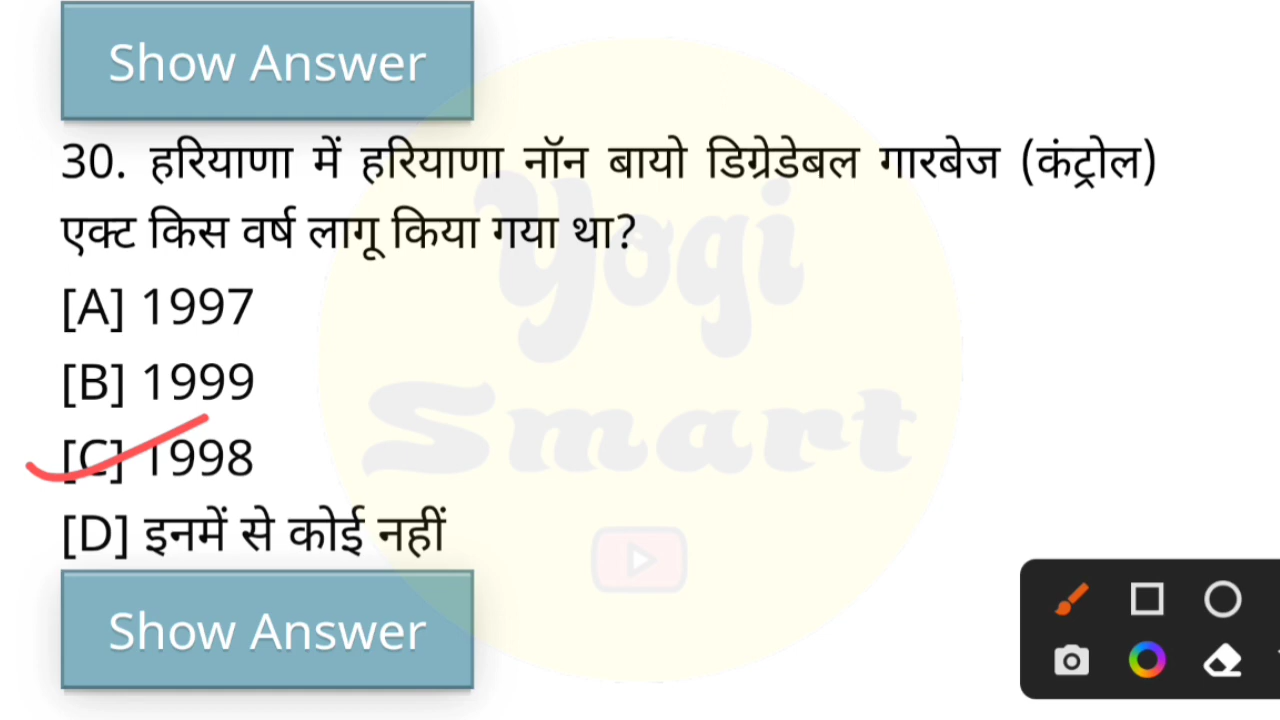 Show Answer
30. हरियाणा में हरियाणा नॉन बायो डिग्रेडेबल गारबेज (कंट्रोल)
एक्ट किस वर्ष लागू किया गया था?
[A] 1997
[B] 1999
[C] 1998
[D] इनमें से कोई नहीं
Show Answer
Yogi
Smart